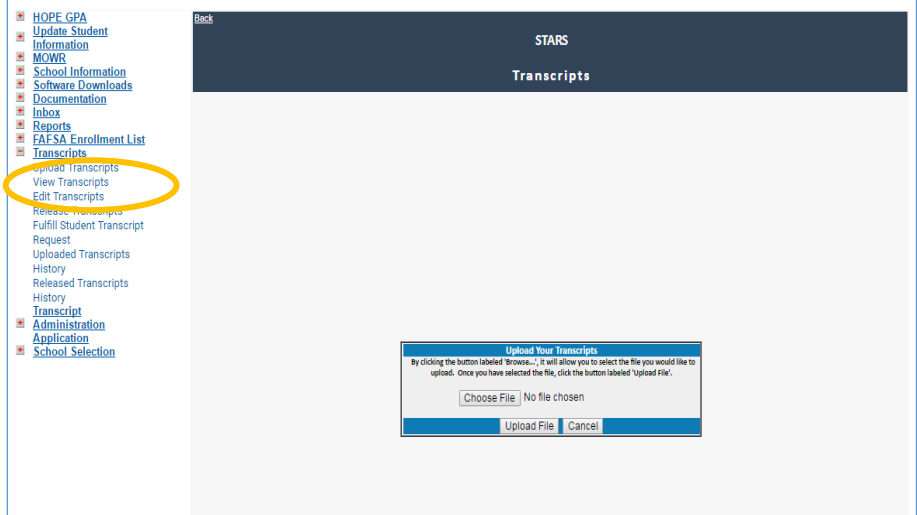 HOPE GPA
Update Student
Information
MOWR
School Information
Software Downloads
Documentation
Inbox
Reports
FAFSA Enrollment List
Transcripts
Upload Transcripts
View Transcripts
Edit Transcripts
Release Transcripts
Fulfill Student Transcript
Request
Uploaded Transcripts
History
Released Transcripts
History
Transcript
Administration
Application
School Selection
Back
STARS
Transcripts
Upload Your Transcripts
By clicking the button labeled 'Browse...', it will allow you to select the file you would like to
upload. Once you have selected the file, click the button labeled 'Upload File'.
Choose File No file chosen
Upload File Cancel